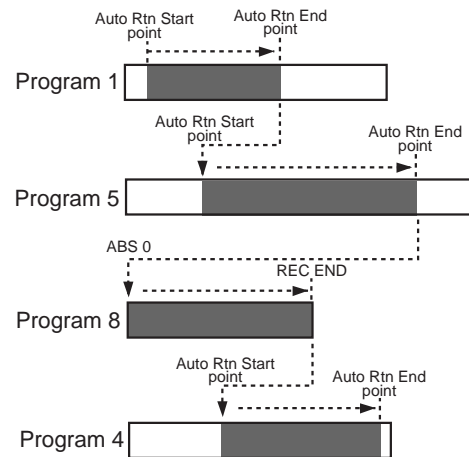 Auto Rtn Start
point
Auto Rtn End
point
Program 1
Auto Rtn Start
point
Auto Rtn End
point
Program 5
ABS 0
REC END
Program 8
Auto Rtn Start
point
Auto Rtn End
point
Program 4